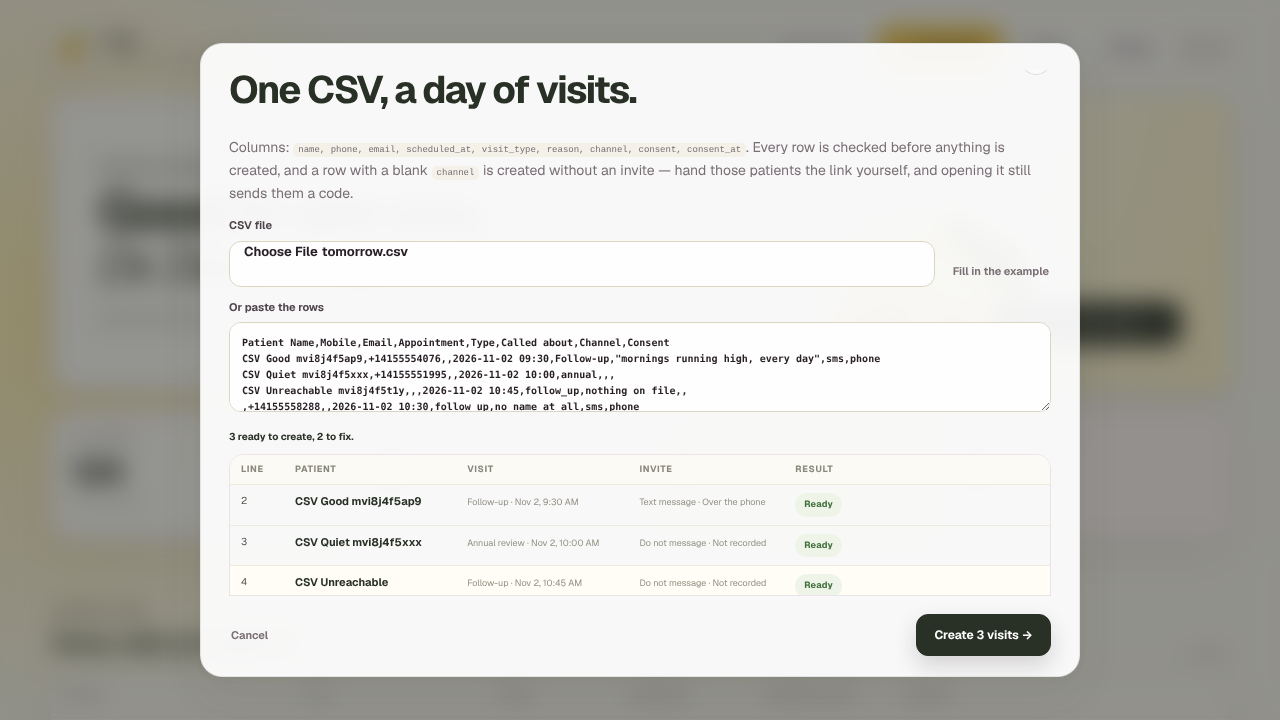 One CSV, a day of visits.
Columns: name, phone, email, scheduled_at, visit_type, reason, channel, consent, consent_at. Every row is checked before anything is
created, and a row with a blank channel is created without an invite — hand those patients the link yourself, and opening it still
sends them a code.
CSV file
Choose File tomorrow.csv
Fill in the example
Or paste the rows
Patient Name,Mobile,Email,Appointment,Type,Called about,Channel,Consent
CSV Good mvi8j4f5ap9,+14155554076,,2026-11-02 09:30,Follow-up,"mornings running high, every day",sms,phone
CSV Quiet mvi8j4f5xxx,+14155551995,,2026-11-02 10:00,annual,,,
CSV Unreachable mvi8j4f5t1y,,,2026-11-02 10:45,follow_up,nothing on file,,
,+14155558288,,2026-11-02 10:30,follow up,no name at all,sms,phone
3 ready to create, 2 to fix.
LINE PATIENT VISIT INVITE RESULT
2 CSV Good mvi8j4f5ap9 Follow-up · Nov 2, 9:30 AM Text message · Over the phone Ready
3 CSV Quiet mvi8j4f5xxx Annual review · Nov 2, 10:00 AM Do not message · Not recorded Ready
4 CSV Unreachable Follow-up · Nov 2, 10:45 AM Do not message · Not recorded Ready
Cancel
Create 3 visits →